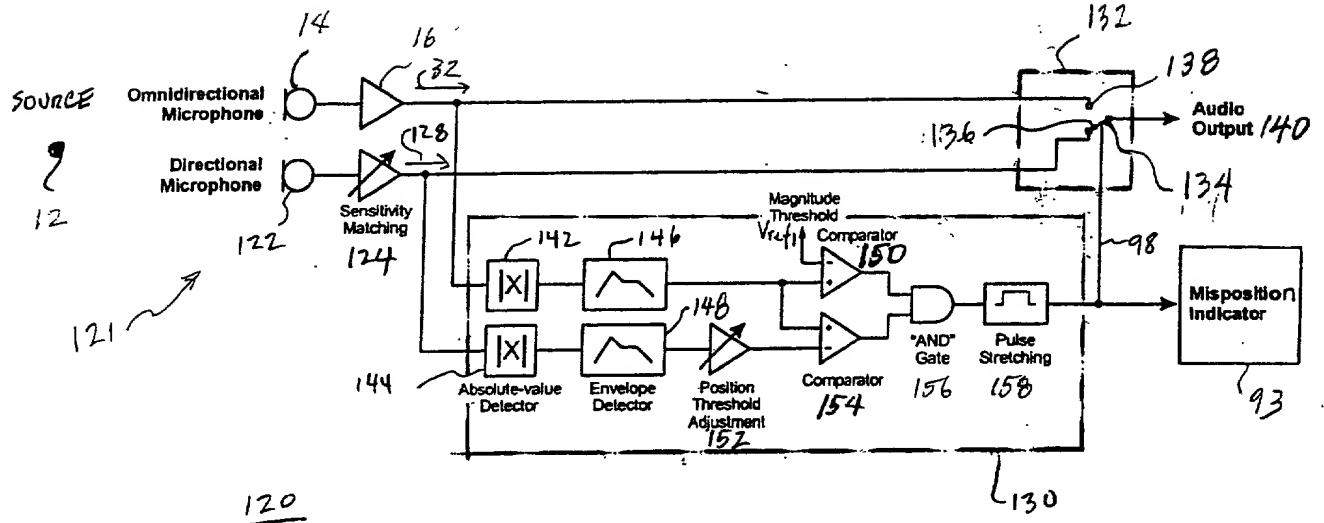 14
16
32
132
138
SOURCE
Omnidirectional
Microphone
136
Audio
Output 140
128
Directional
Microphone
134
12
Sensitivity
Matching
124
122
Magnitude
Threshold
Vref1
Comparator
150
98
142
146
|X|
121
148
Misposition
Indicator
|X|
144
Absolute-value
Detector
Envelope
Detector
Position
Threshold
Adjustment
152
Comparator
154
"AND"
Gate
156
Pulse
Stretching
158
93
120
130